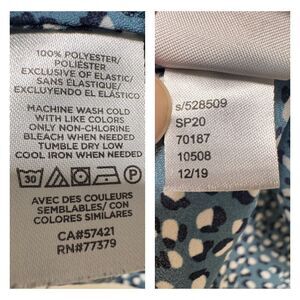 100% POLYESTER/
POLIÉSTER
EXCLUSIVE OF ELASTIC/
SANS ÉLASTIQUE/
EXCLUYENDO EL ELÁSTICO
MACHINE WASH COLD
WITH LIKE COLORS
ONLY NON-CHLORINE
BLEACH WHEN NEEDED
TUMBLE DRY LOW
COOL IRON WHEN NEEDED
30
AVEC DES COULEURS
SEMBLABLES/ CON
COLORES SIMILARES
CA#57421
RN#77379
s/528509
SP20
70187
10508
12/19